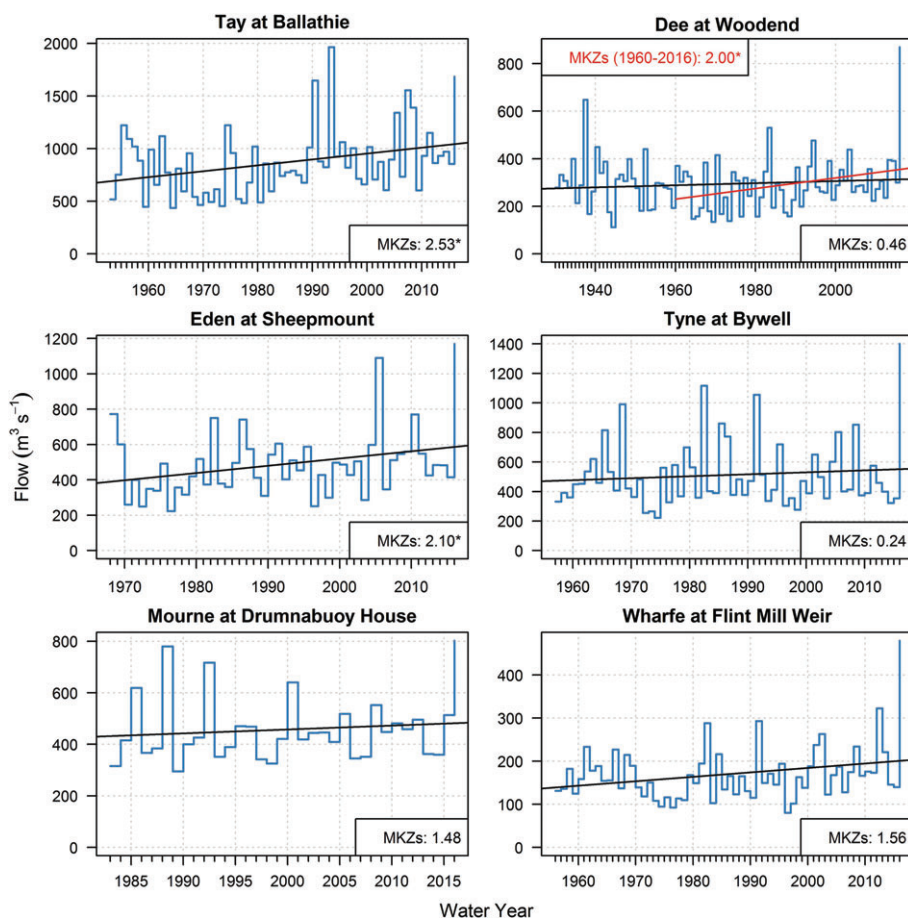 Tay at Ballathie
2000
1500
1000
500
0
MKZs: 2.53*
1960 1970 1980 1990 2000 2010
Dee at Woodend
MKZs (1960-2016): 2.00*
800
600
400
200
0
MKZs: 0.46
1940 1960 1980 2000
Eden at Sheepmount
1200
1000
800
600
400
200
0
MKZs: 2.10*
1970 1980 1990 2000 2010
Tyne at Bywell
1400
1200
1000
800
600
400
200
0
MKZs: 0.24
1960 1970 1980 1990 2000 2010
Flow (m³ s⁻¹)
Mourne at Drumnabuoy House
800
600
400
200
0
MKZs: 1.48
1985 1990 1995 2000 2005 2010 2015
Wharfe at Flint Mill Weir
400
300
200
100
0
MKZs: 1.56
1960 1970 1980 1990 2000 2010
Water Year